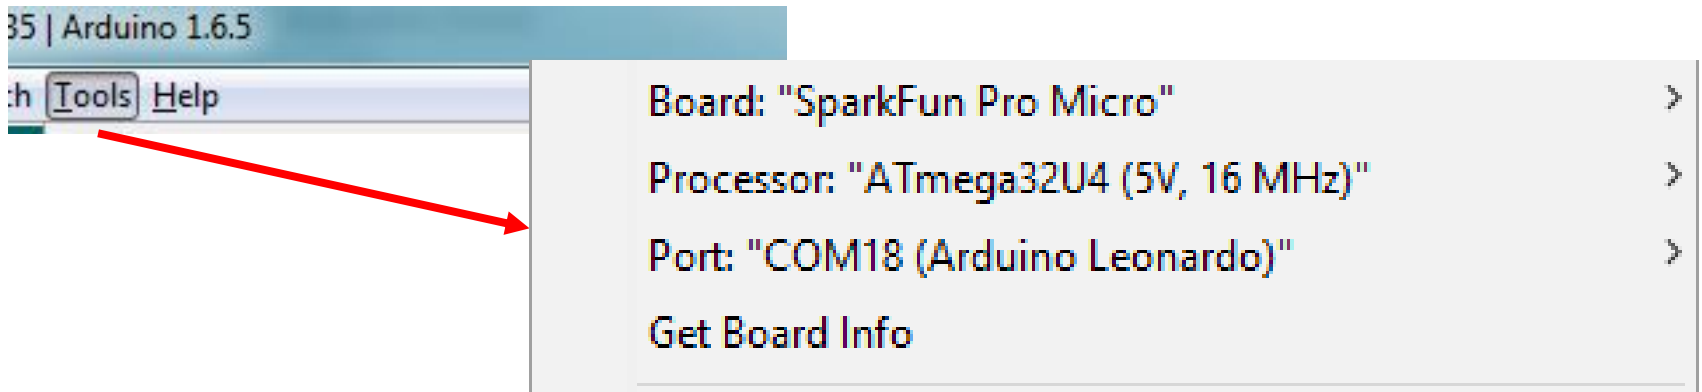 35 | Arduino 1.6.5
ch Tools Help
Board: "SparkFun Pro Micro"
Processor: "ATmega32U4 (5V, 16 MHz)"
Port: "COM18 (Arduino Leonardo)"
Get Board Info